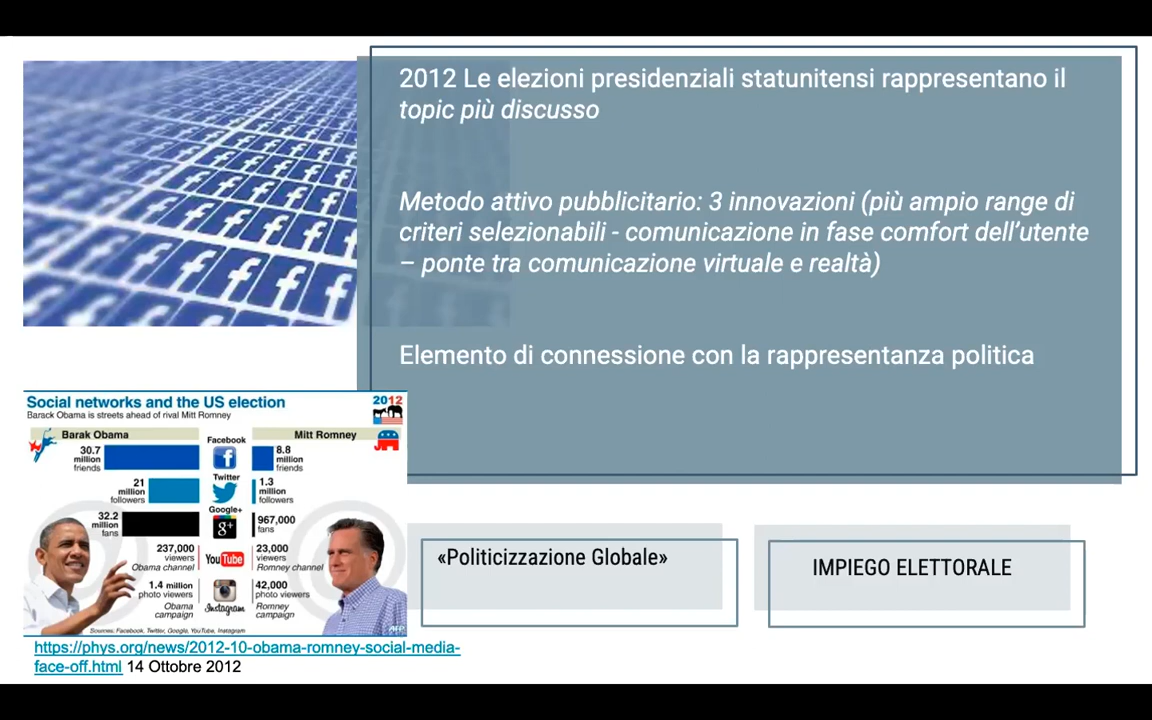 2012 Le elezioni presidenziali statunitensi rappresentano il
topic più discusso
Metodo attivo pubblicitario: 3 innovazioni (più ampio range di
criteri selezionabili - comunicazione in fase comfort dell'utente
– ponte tra comunicazione virtuale e realtà)
Elemento di connessione con la rappresentanza politica
Social networks and the US election
Barack Obama is streets ahead of rival Mitt Romney
2012
Barak Obama
Mitt Romney
Facebook
30.7
million
friends
8.8
million
friends
Twitter
21
million
followers
1.3
million
followers
Google+
32.2
million
fans
g+
967,000
fans
237,000
viewers
Obama channel
YouTube
23,000
viewers
Romney channel
1.4 million
photo viewers
Obama
campaign
Instagram
42,000
photo viewers
Romney
campaign
Sources: Facebook, Twitter, Google, YouTube, Instagram
AFP
https://phys.org/news/2012-10-obama-romney-social-media-
face-off.html 14 Ottobre 2012
«Politicizzazione Globale»
IMPIEGO ELETTORALE